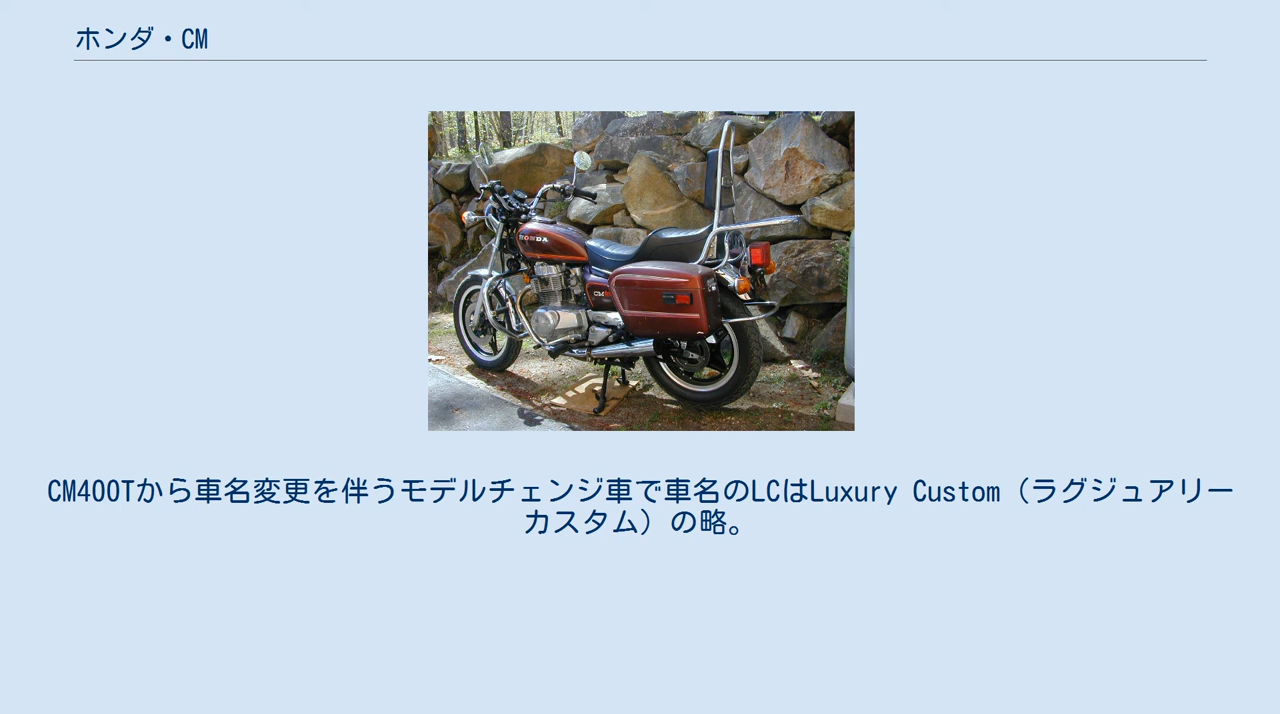 ホンダ・CM
HONDA
CM
CM400Tから車名変更を伴うモデルチェンジ車で車名のLCはLuxury Custom（ラグジュアリー
カスタム）の略。